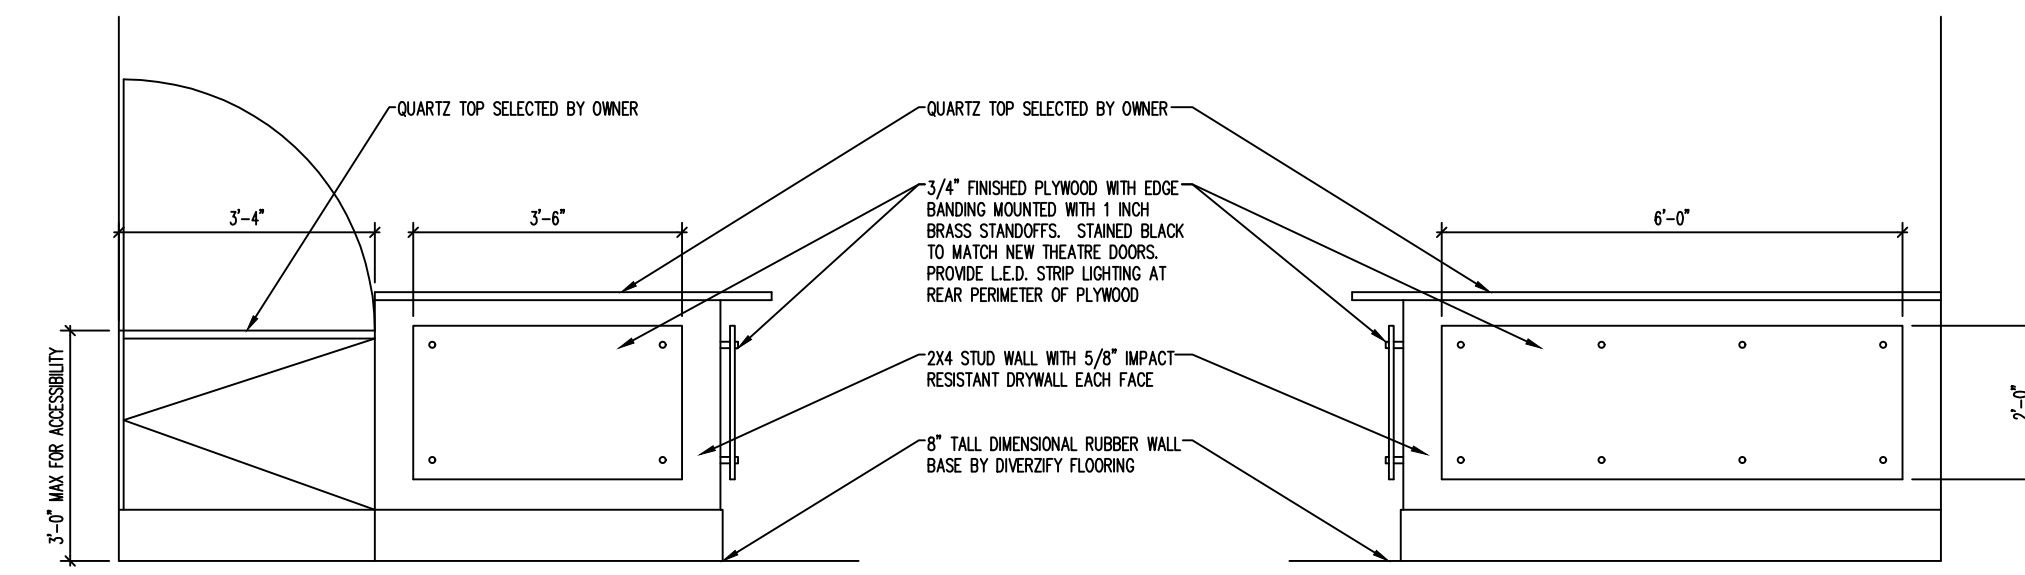 QUARTZ TOP SELECTED BY OWNER
QUARTZ TOP SELECTED BY OWNER
3/4" FINISHED PLYWOOD WITH EDGE
BANDING MOUNTED WITH 1 INCH
BRASS STANDOFFS.  STAINED BLACK
TO MATCH NEW THEATRE DOORS.
PROVIDE L.E.D. STRIP LIGHTING AT
REAR PERIMETER OF PLYWOOD
3'-4"
3'-6"
6'-0"
2X4 STUD WALL WITH 5/8" IMPACT
RESISTANT DRYWALL EACH FACE
8" TALL DIMENSIONAL RUBBER WALL
BASE BY DIVERZIFY FLOORING
3'-0" MAX FOR ACCESSIBILITY
2'-0"